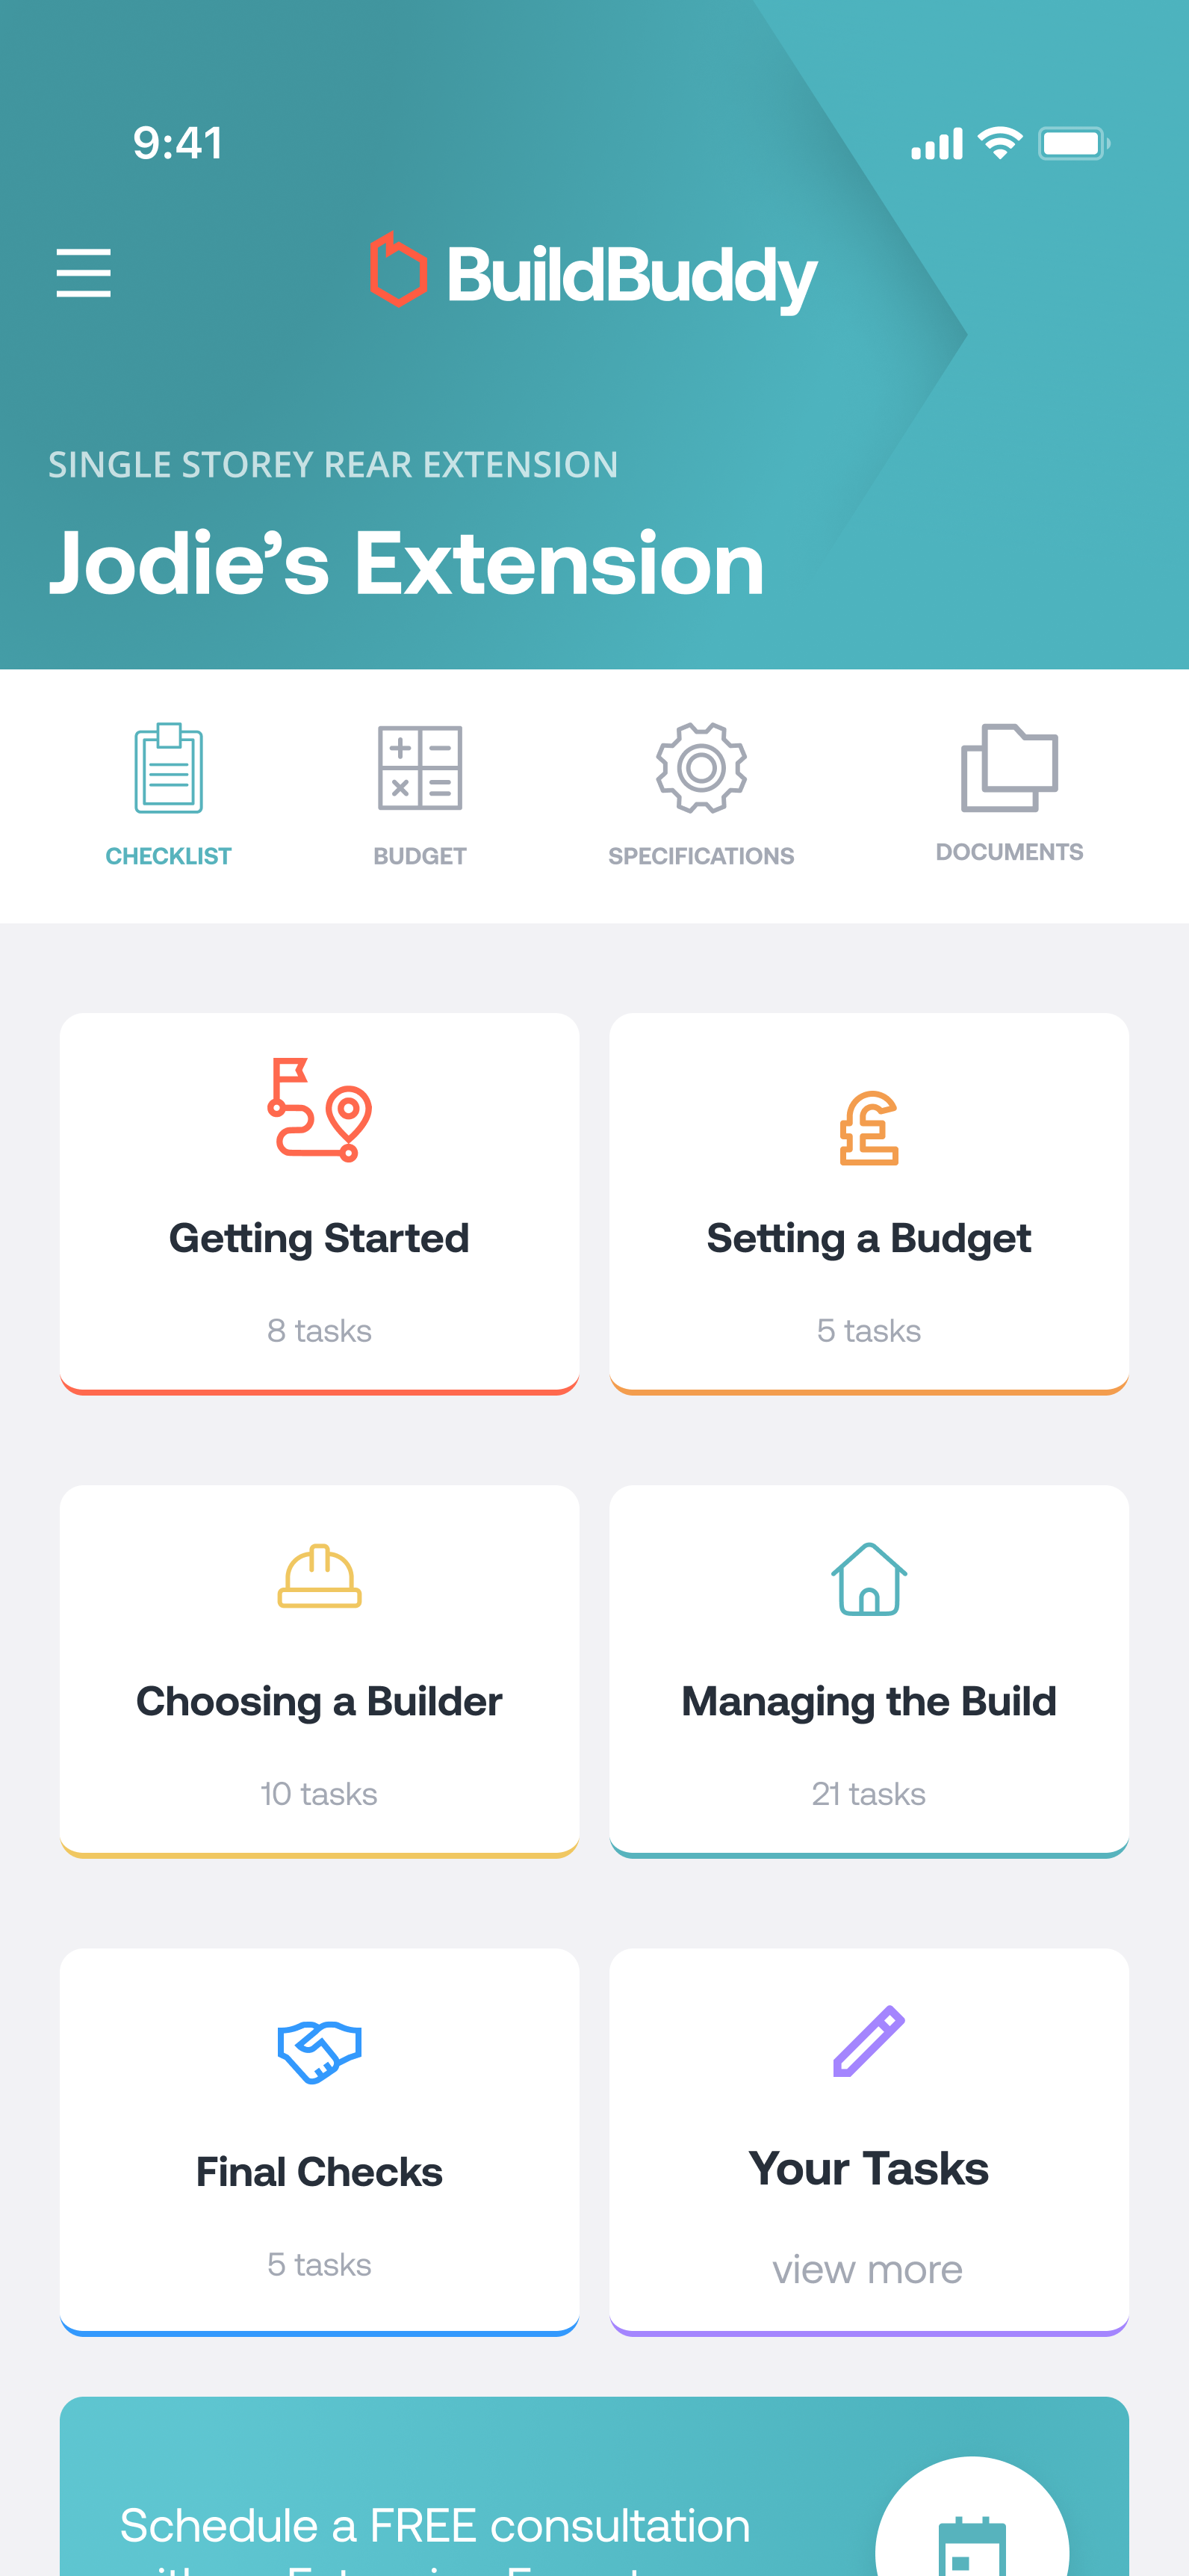 9:41
BuildBuddy
SINGLE STOREY REAR EXTENSION
Jodie’s Extension
CHECKLIST
BUDGET
SPECIFICATIONS
DOCUMENTS
Getting Started
8 tasks
Setting a Budget
5 tasks
Choosing a Builder
10 tasks
Managing the Build
21 tasks
Final Checks
5 tasks
Your Tasks
view more
Schedule a FREE consultation